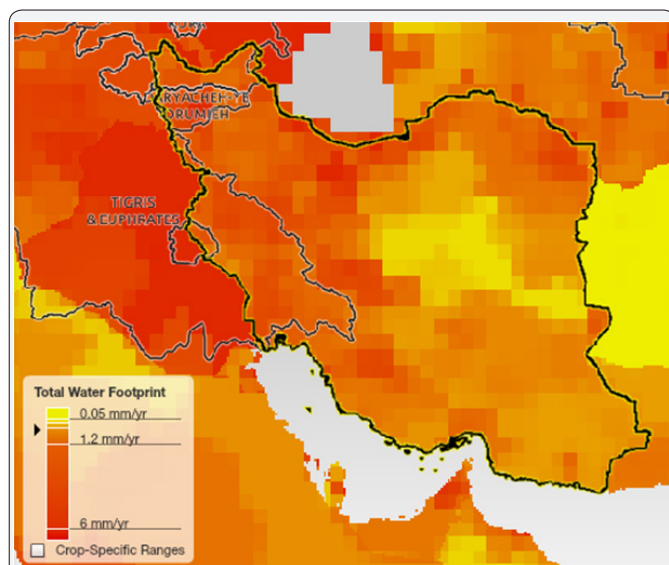 DARYACHEH-YE
ORUMIEH
TIGRIS
& EUPHRATES
Total Water Footprint
0.05 mm/yr
1.2 mm/yr
6 mm/yr
Crop-Specific Ranges